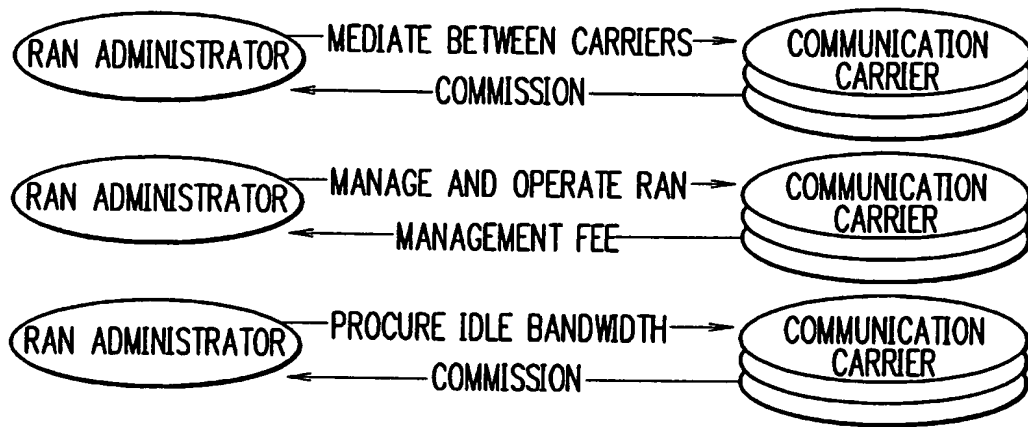 RAN ADMINISTRATOR
MEDIATE BETWEEN CARRIERS
COMMISSION
COMMUNICATION
CARRIER
RAN ADMINISTRATOR
MANAGE AND OPERATE RAN
MANAGEMENT FEE
COMMUNICATION
CARRIER
RAN ADMINISTRATOR
PROCURE IDLE BANDWIDTH
COMMISSION
COMMUNICATION
CARRIER